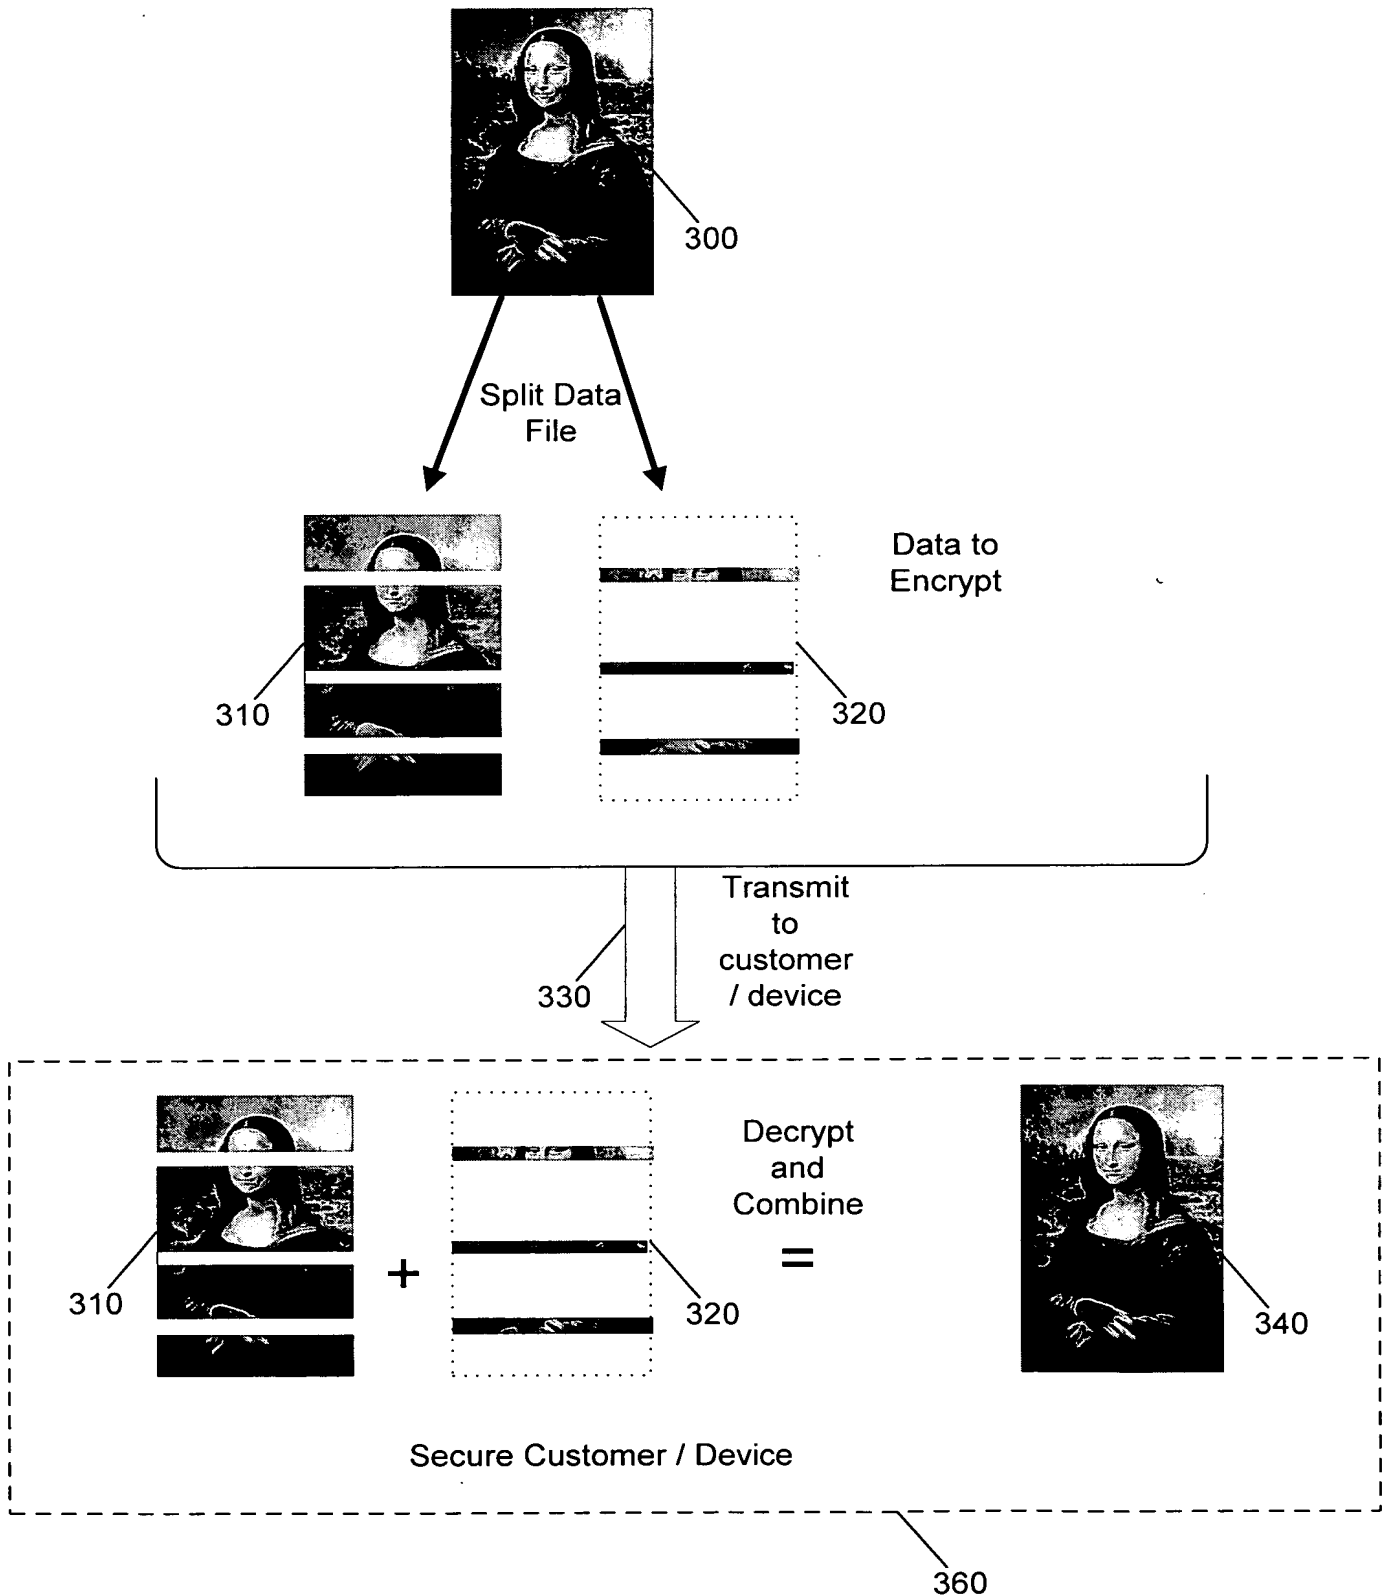 300
Split Data
File
Data to
Encrypt
310
320
Transmit
to
customer
/ device
330
Decrypt
and
Combine
310
+
320
=
340
Secure Customer / Device
360